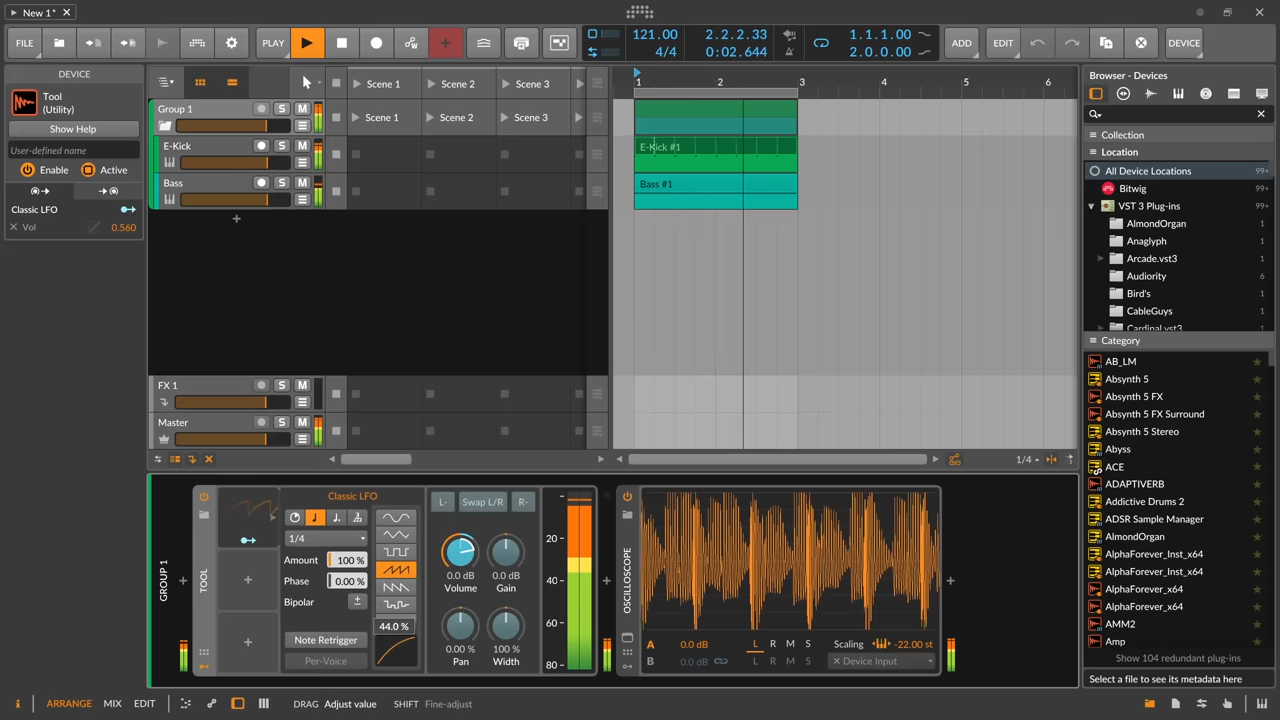 New 1*
FILE
PLAY
121.00
4/4
2.2.2.33
0:02.644
1.1.1.00
2.0.0.00
ADD
EDIT
DEVICE
DEVICE
Tool
(Utility)
Show Help
User-defined name
Enable
Active
Classic LFO
Vol
0.560
Scene 1
Scene 2
Scene 3
Group 1
S
M
Scene 1
Scene 2
Scene 3
E-Kick
S
M
Bass
S
M
FX 1
S
M
Master
S
M
1
2
3
4
5
6
E-Kick #1
Bass #1
1/4
Browser - Devices
Collection
Location
All Device Locations
99+
Bitwig
99+
VST 3 Plug-ins
99+
AlmondOrgan
1
Anaglyph
1
Arcade.vst3
1
Audiority
6
Bird's
1
CableGuys
1
Cardinal.vst3
1
Category
AB_LM
Absynth 5
Absynth 5 FX
Absynth 5 FX Surround
Absynth 5 Stereo
Abyss
ACE
ADAPTIVERB
Addictive Drums 2
ADSR Sample Manager
AlmondOrgan
AlphaForever_Inst_x64
AlphaForever_Inst_x64
AlphaForever_x64
AlphaForever_x64
AMM2
Amp
Show 104 redundant plug-ins
Select a file to see its metadata here
GROUP 1
TOOL
Classic LFO
1/4
Amount
100 %
Phase
0.00 %
Bipolar
±
Note Retrigger
Per-Voice
44.0 %
L-
Swap L/R
R-
0.0 dB
Volume
0.0 dB
Gain
0.00 %
Pan
100 %
Width
20
40
60
80
OSCILLOSCOPE
A
0.0 dB
L
R
M
S
Scaling
-22.00 st
B
0.0 dB
L
R
M
S
Device Input
ARRANGE
MIX
EDIT
DRAG
Adjust value
SHIFT
Fine-adjust